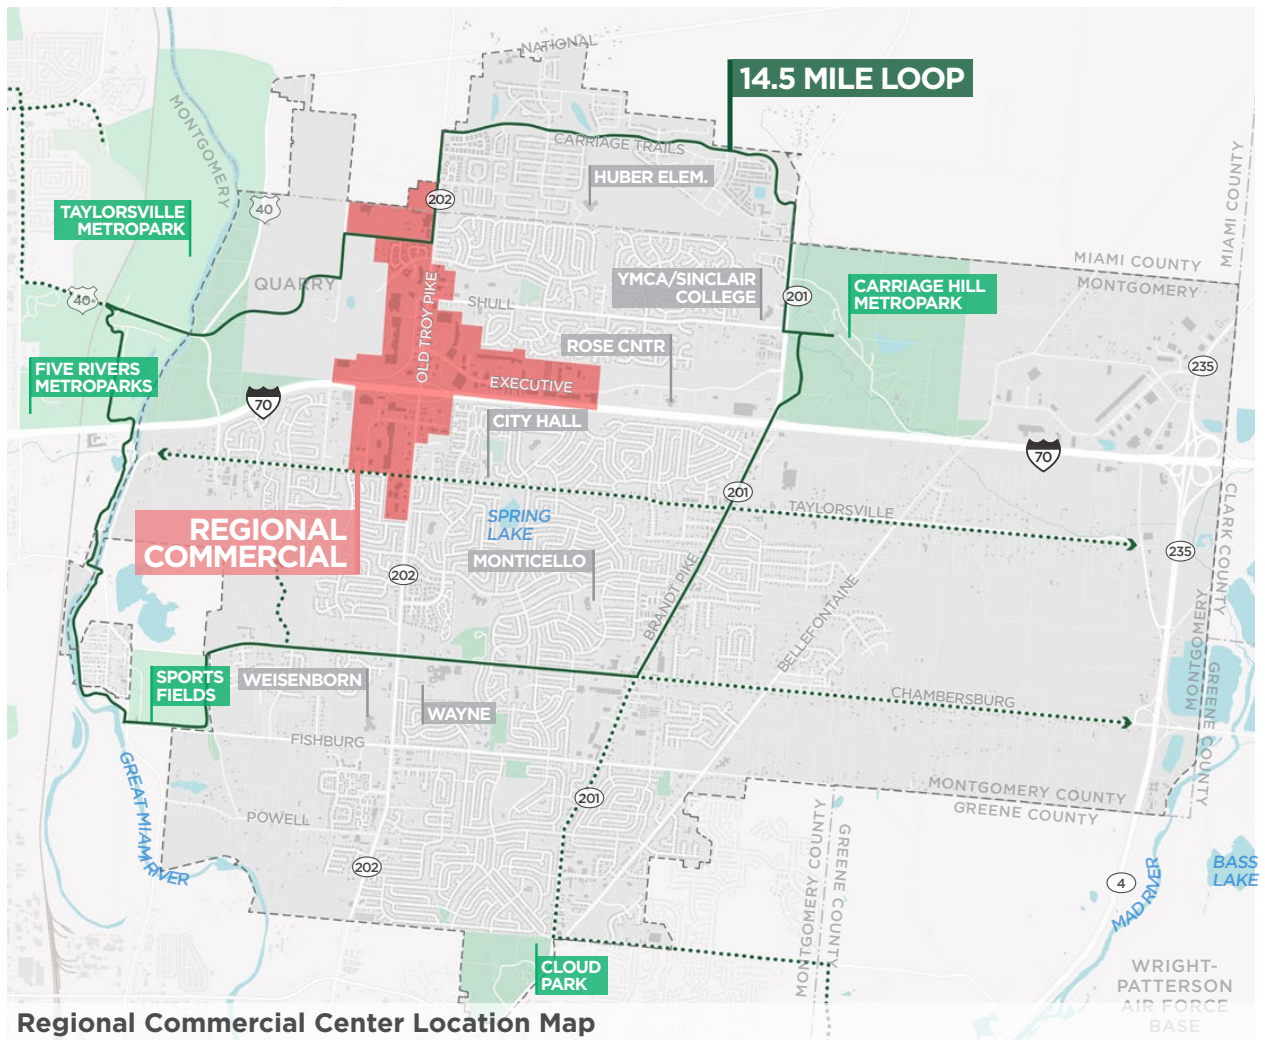 NATIONAL
14.5 MILE LOOP
MONTGOMERY
CARRIAGE TRAILS
HUBER ELEM.
MIAMI COUNTY
202
40
TAYLORSVILLE
METROPARK
MIAMI COUNTY
MONTGOMERY
YMCA/SINCLAIR
COLLEGE
201
CARRIAGE HILL
METROPARK
QUARRY
40
OLD TROY PIKE
SHULL
ROSE CNTR
235
FIVE RIVERS
METROPARKS
EXECUTIVE
70
CITY HALL
70
201
TAYLORSVILLE
SPRING
LAKE
REGIONAL
COMMERCIAL
CLARK COUNTY
235
MONTICELLO
202
BRANDT PIKE
BELLEFONTAINE
MONTGOMERY
GREENE COUNTY
SPORTS
FIELDS
WEISENBORN
WAYNE
CHAMBERSBURG
FISHBURG
GREAT MIAMI RIVER
201
MONTGOMERY COUNTY
GREENE COUNTY
POWELL
MONTGOMERY COUNTY
GREENE COUNTY
202
4
MAD RIVER
BASS
LAKE
CLOUD
PARK
WRIGHT-
PATTERSON
AIR FORCE
BASE
Regional Commercial Center Location Map